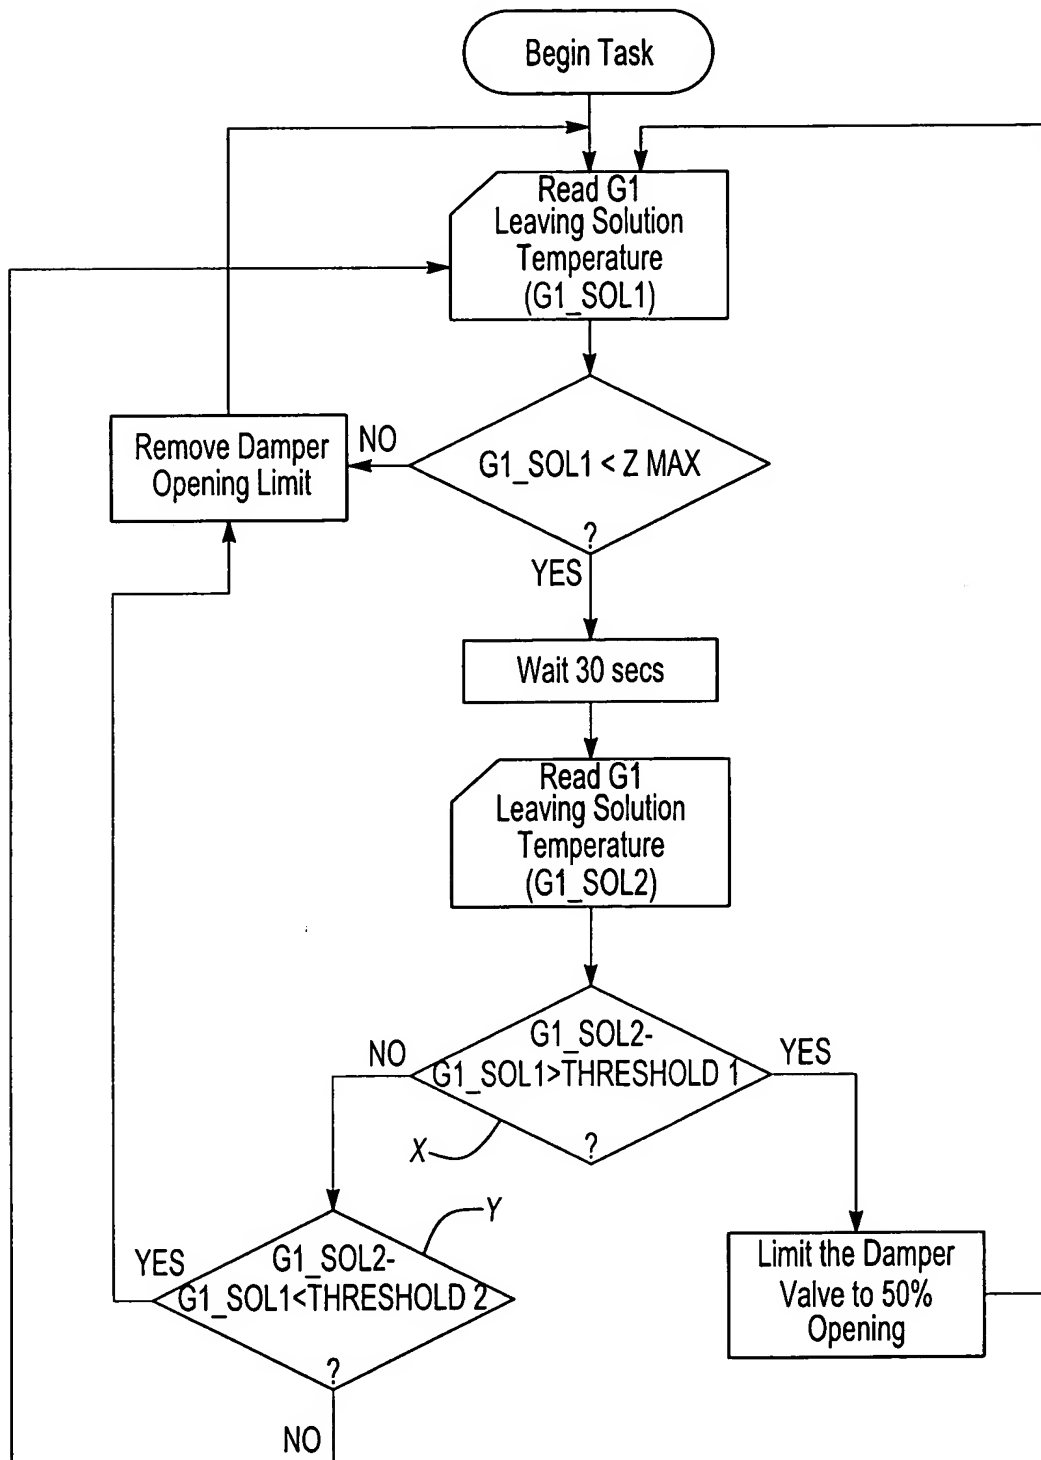 Begin Task
Read G1
Leaving Solution
Temperature
(G1_SOL1)
Remove Damper
Opening Limit
NO
G1_SOL1 < Z MAX
?
YES
Wait 30 secs
Read G1
Leaving Solution
Temperature
(G1_SOL2)
NO
G1_SOL2-
G1_SOL1>THRESHOLD 1
?
YES
X
Y
YES
G1_SOL2-
G1_SOL1<THRESHOLD 2
?
NO
Limit the Damper
Valve to 50%
Opening